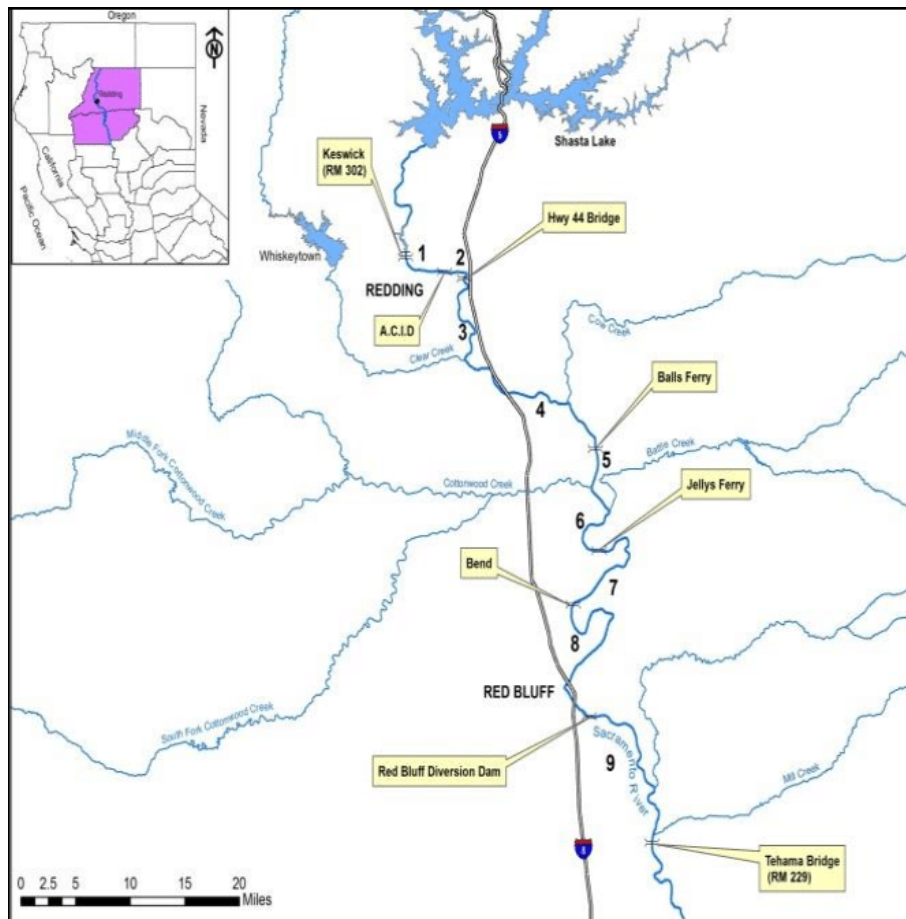 Oregon
N
Redding
Nevada
California
Pacific Ocean
5
Shasta Lake
Keswick
(RM 302)
Hwy 44 Bridge
Whiskeytown
1
2
REDDING
A.C.I.D
3
Clear Creek
Cow Creek
Balls Ferry
4
Middle Fork Cottonwood Creek
5
Battle Creek
Cottonwood Creek
Jellys Ferry
6
Bend
7
8
RED BLUFF
South Fork Cottonwood Creek
Red Bluff Diversion Dam
Sacramento River
9
Mill Creek
5
Tehama Bridge
(RM 229)
0 2.5 5 10 15 20
Miles